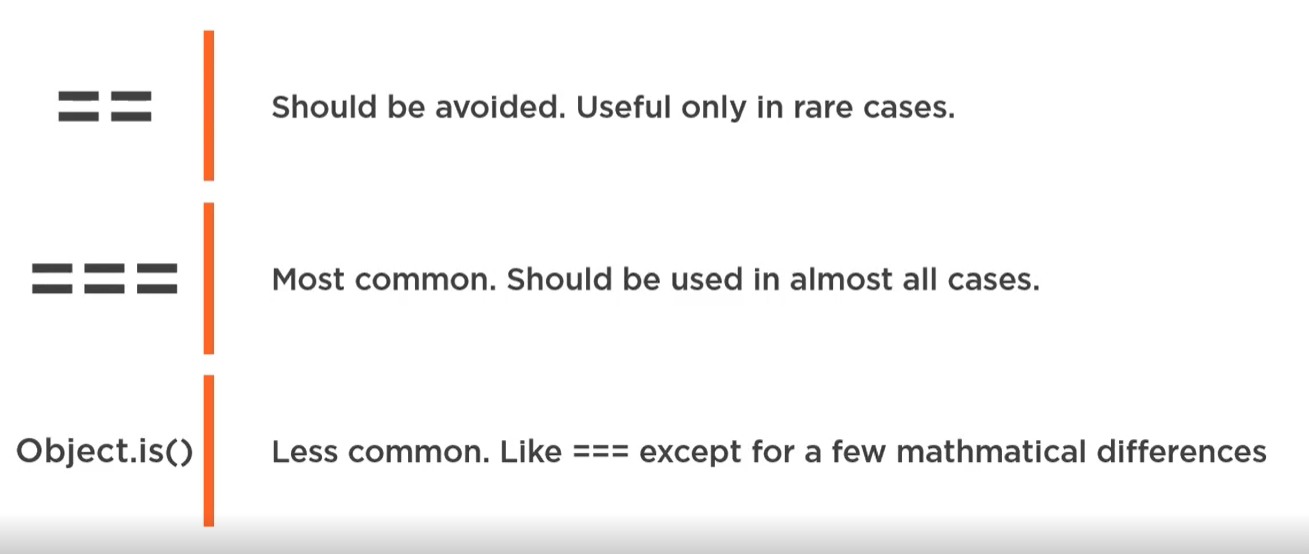 == Should be avoided. Useful only in rare cases.
=== Most common. Should be used in almost all cases.
Object.is() Less common. Like === except for a few mathmatical differences